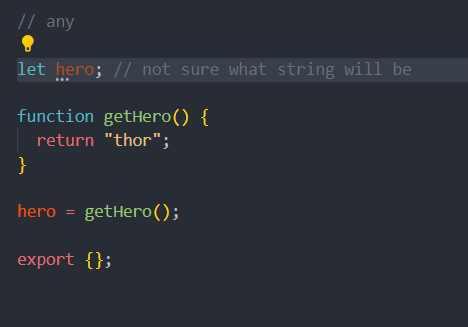 // any
let hero; // not sure what string will be
function getHero() {
return "thor";
}
hero = getHero();
export {};